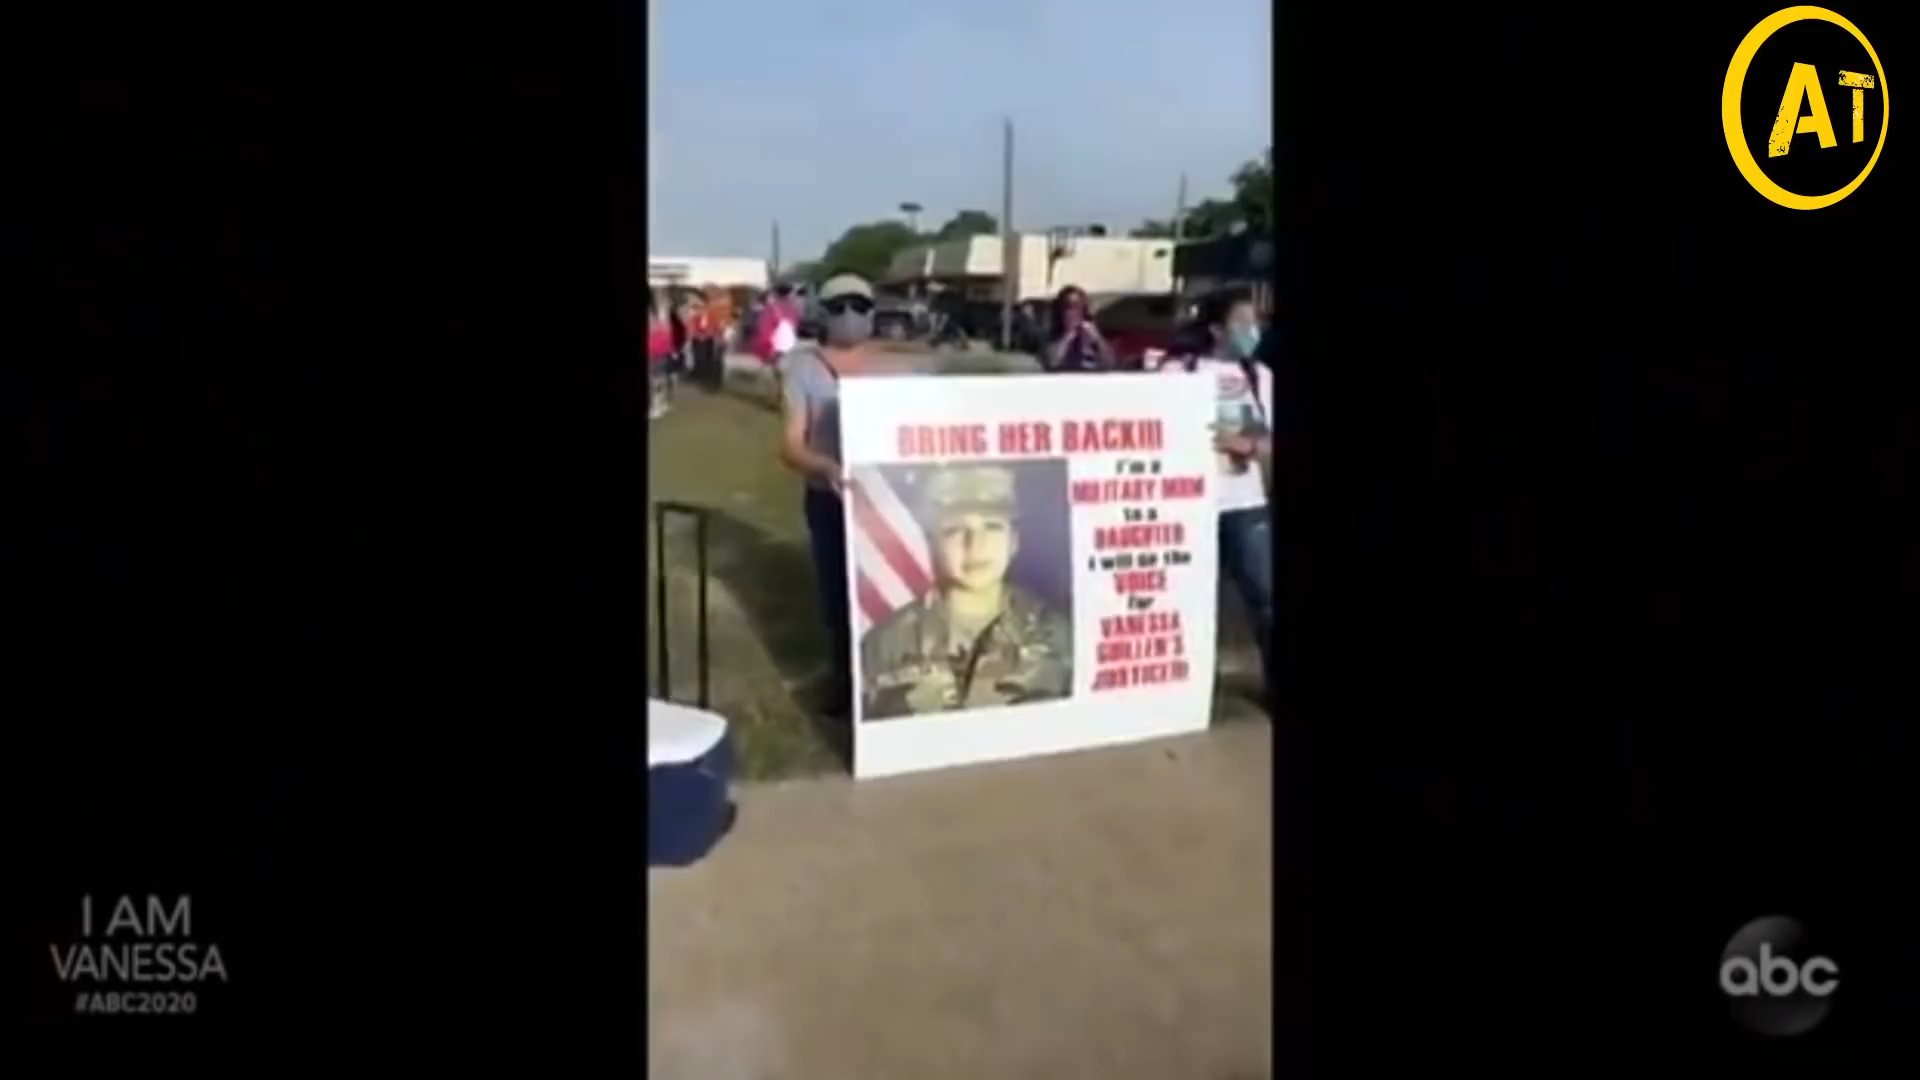 AT
BRING HER BACK!!!
I'm a
MILITARY MOM
to a
DAUGHTER
I will be the
VOICE
for
VANESSA
GUILLEN'S
JUSTICE!!!
I AM
VANESSA
#ABC2020
abc